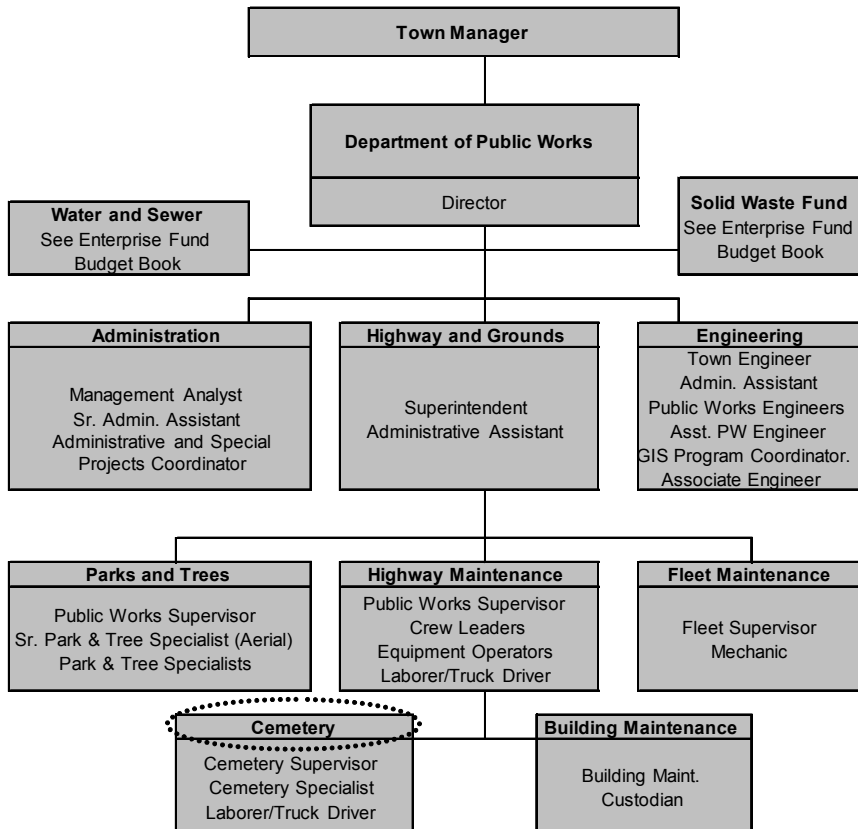 Town Manager
Department of Public Works
Director
Water and Sewer
See Enterprise Fund
Budget Book
Solid Waste Fund
See Enterprise Fund
Budget Book
Administration
Management Analyst
Sr. Admin. Assistant
Administrative and Special
Projects Coordinator
Highway and Grounds
Superintendent
Administrative Assistant
Engineering
Town Engineer
Admin. Assistant
Public Works Engineers
Asst. PW Engineer
GIS Program Coordinator.
Associate Engineer
Parks and Trees
Public Works Supervisor
Sr. Park & Tree Specialist (Aerial)
Park & Tree Specialists
Highway Maintenance
Public Works Supervisor
Crew Leaders
Equipment Operators
Laborer/Truck Driver
Fleet Maintenance
Fleet Supervisor
Mechanic
Cemetery
Cemetery Supervisor
Cemetery Specialist
Laborer/Truck Driver
Building Maintenance
Building Maint.
Custodian